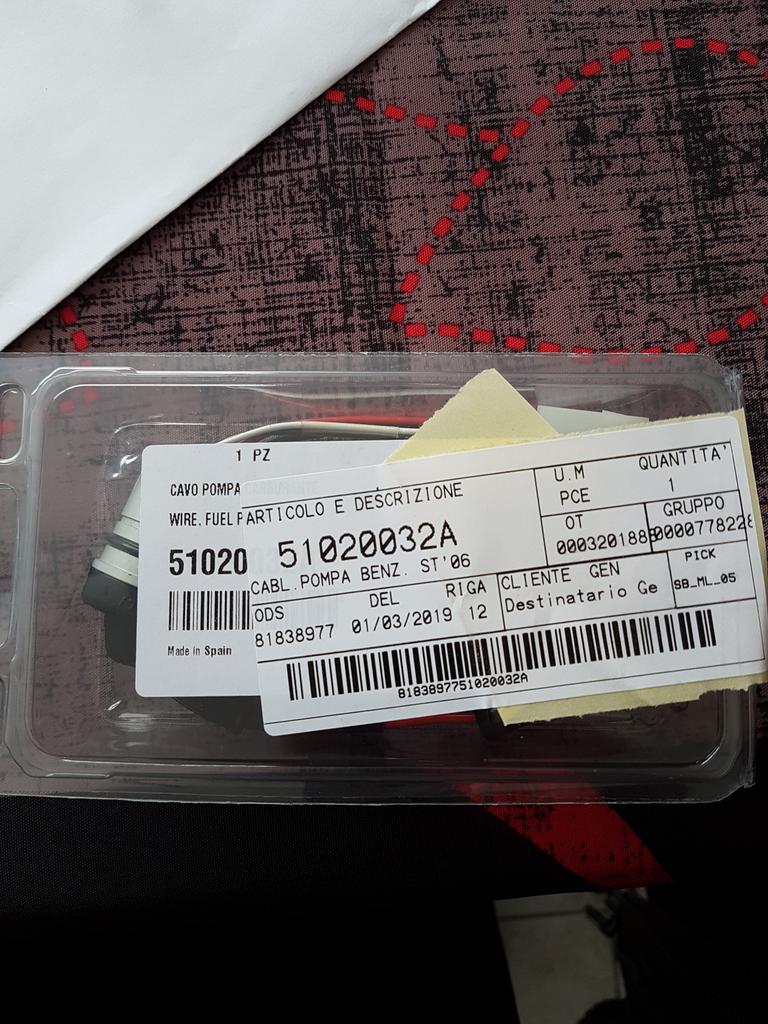 1 PZ
CAVO POMPA
WIRE. FUEL P
51020
Made in Spain
ARTICOLO E DESCRIZIONE
51020032A
CABL.POMPA BENZ. ST'06
U.M
PCE
QUANTITA'
1
OT
000320188
GRUPPO
0000077822
ODS
81838977
DEL
01/03/2019
RIGA
12
CLIENTE GEN
Destinatario Ge
PICK
SB_ML_05
8183897751020032A